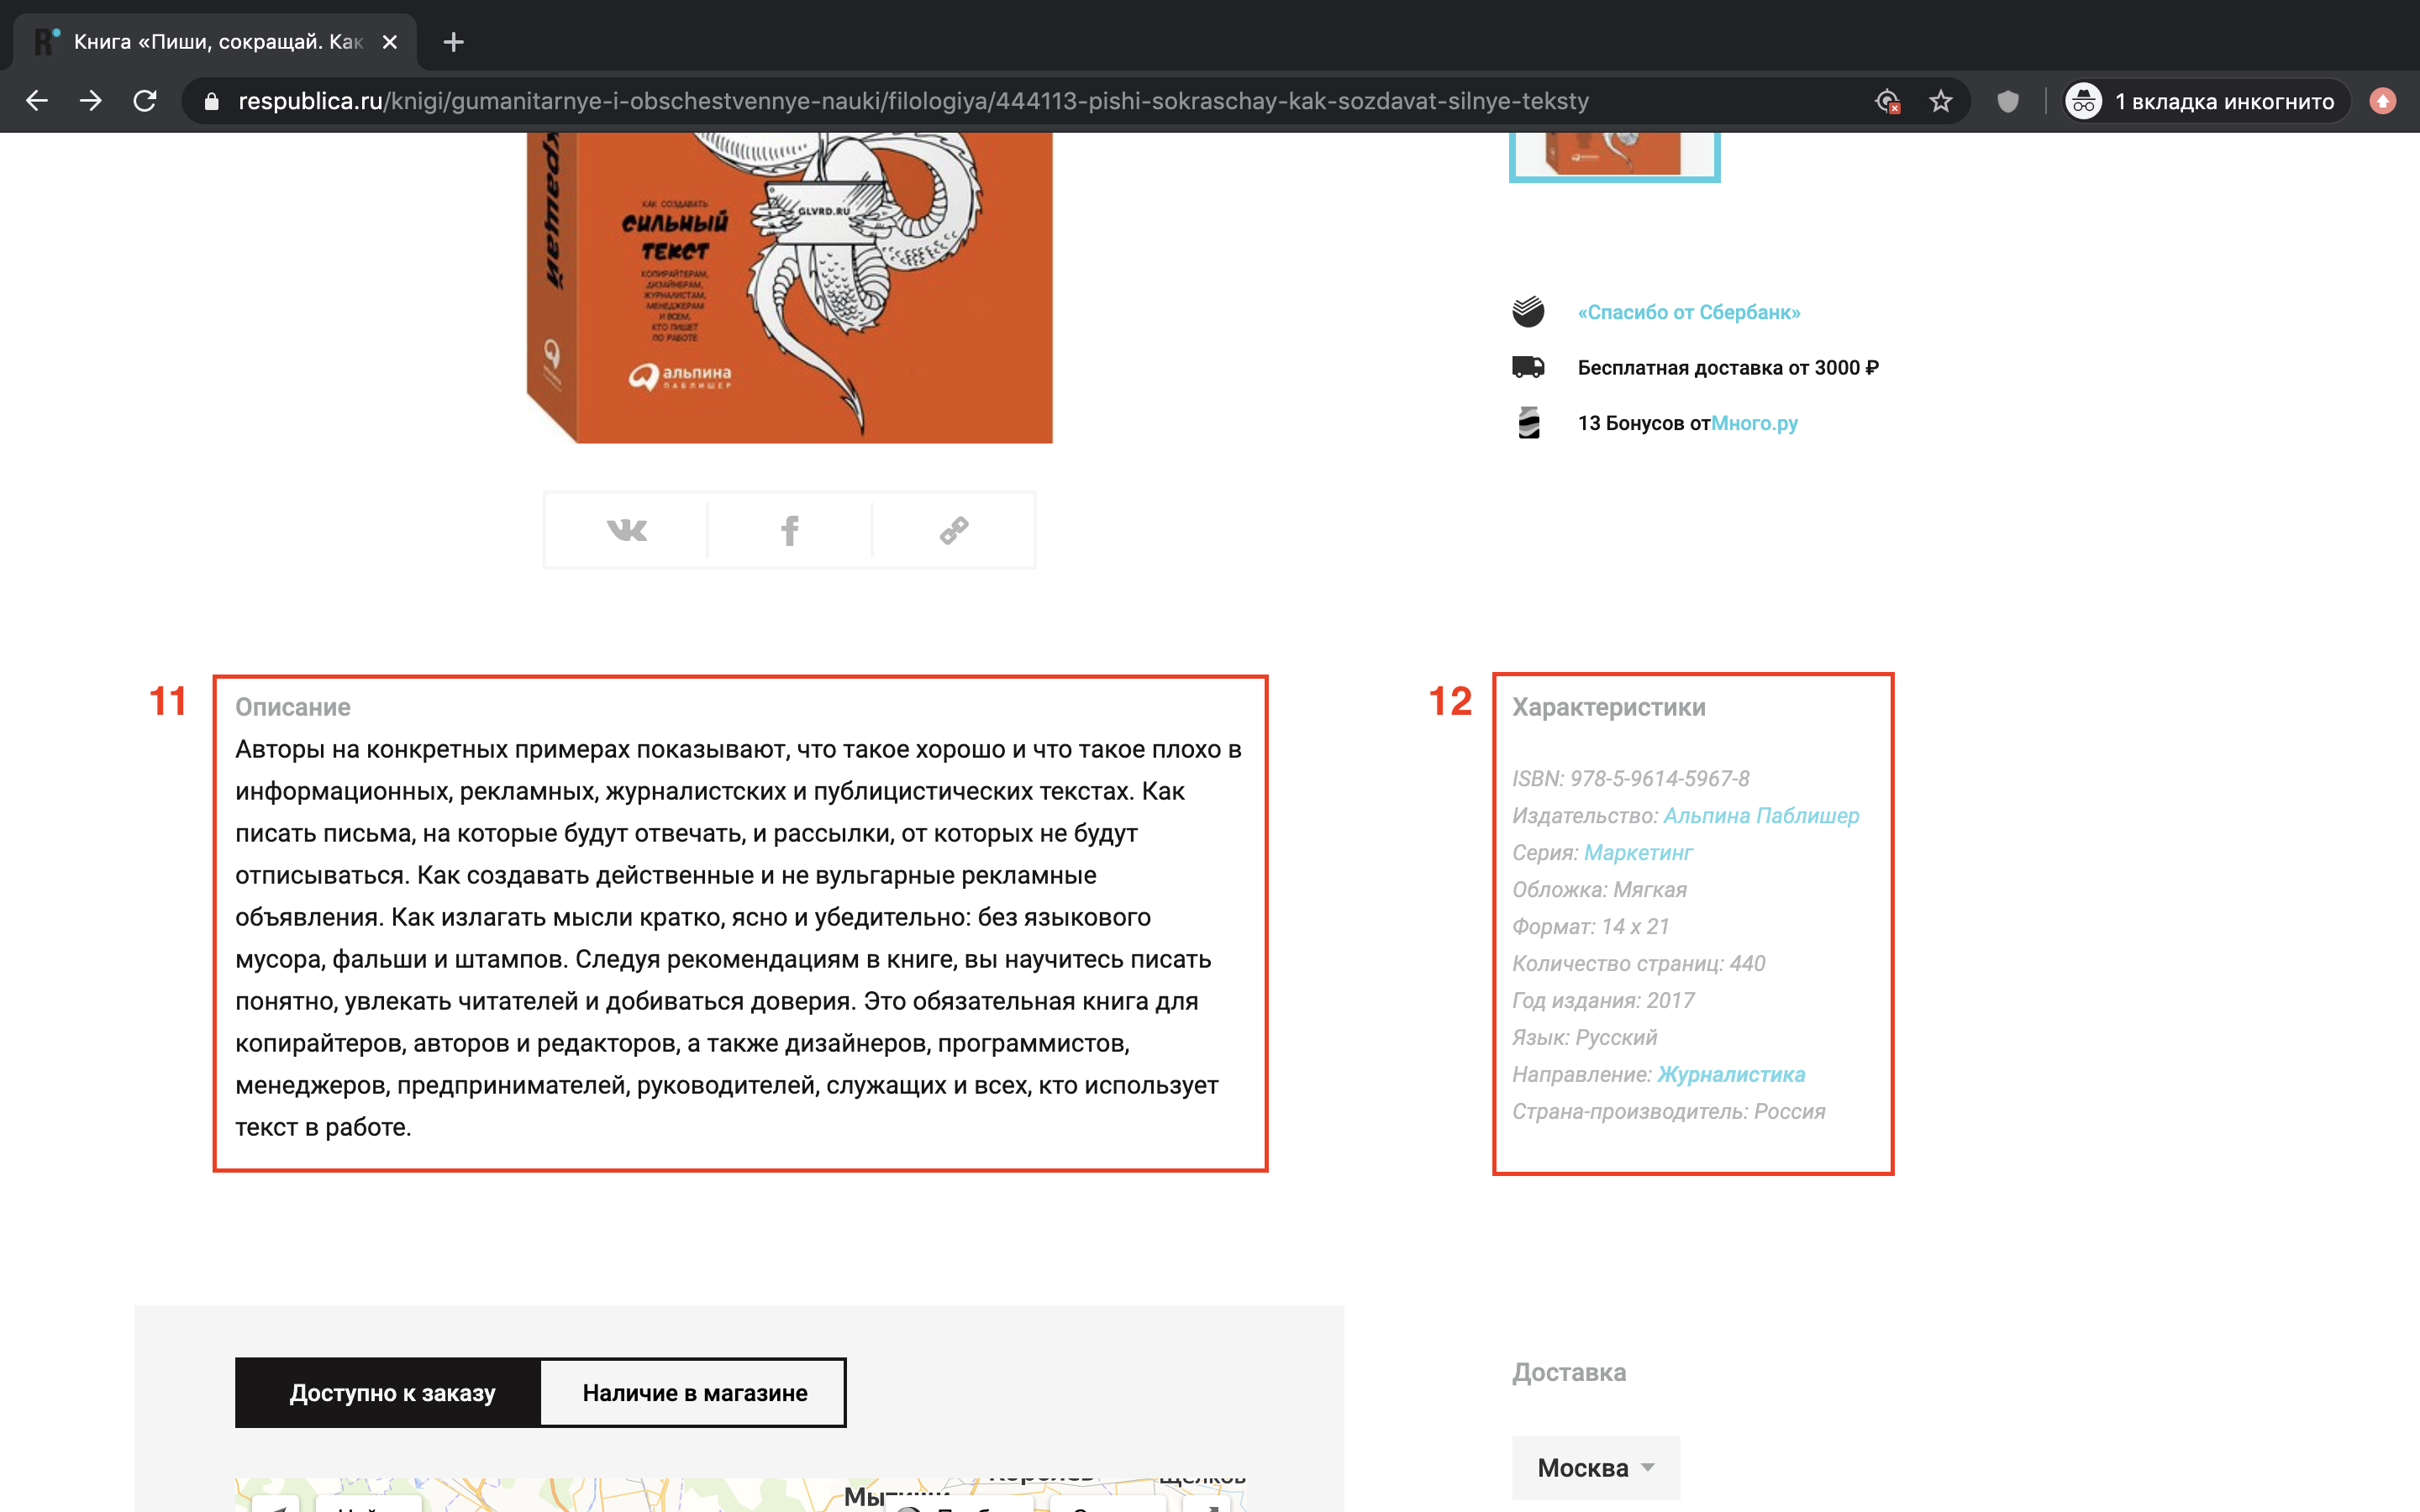 Книга «Пиши, сокращай. Как
respublica.ru/knigi/gumanitarnye-i-obschestvennye-nauki/filologiya/444113-pishi-sokraschay-kak-sozdavat-silnye-teksty
1 вкладка инкогнито
КАК СОЗДАВАТЬ
СИЛЬНЫЙ
ТЕКСТ
КОПИРАЙТЕРАМ,
ДИЗАЙНЕРАМ,
ЖУРНАЛИСТАМ,
МЕНЕДЖЕРАМ
И ВСЕМ,
КТО ПИШЕТ
ПО РАБОТЕ
GLVRD.RU
альпина
ПАБЛИШЕР
«Спасибо от Сбербанк»
Бесплатная доставка от 3000 ₽
13 Бонусов отМного.ру
11
Описание
Авторы на конкретных примерах показывают, что такое хорошо и что такое плохо в
информационных, рекламных, журналистских и публицистических текстах. Как
писать письма, на которые будут отвечать, и рассылки, от которых не будут
отписываться. Как создавать действенные и не вульгарные рекламные
объявления. Как излагать мысли кратко, ясно и убедительно: без языкового
мусора, фальши и штампов. Следуя рекомендациям в книге, вы научитесь писать
понятно, увлекать читателей и добиваться доверия. Это обязательная книга для
копирайтеров, авторов и редакторов, а также дизайнеров, программистов,
менеджеров, предпринимателей, руководителей, служащих и всех, кто использует
текст в работе.
12
Характеристики
ISBN: 978-5-9614-5967-8
Издательство: Альпина Паблишер
Серия: Маркетинг
Обложка: Мягкая
Формат: 14 x 21
Количество страниц: 440
Год издания: 2017
Язык: Русский
Направление: Журналистика
Страна-производитель: Россия
Доступно к заказу
Наличие в магазине
Доставка
Москва